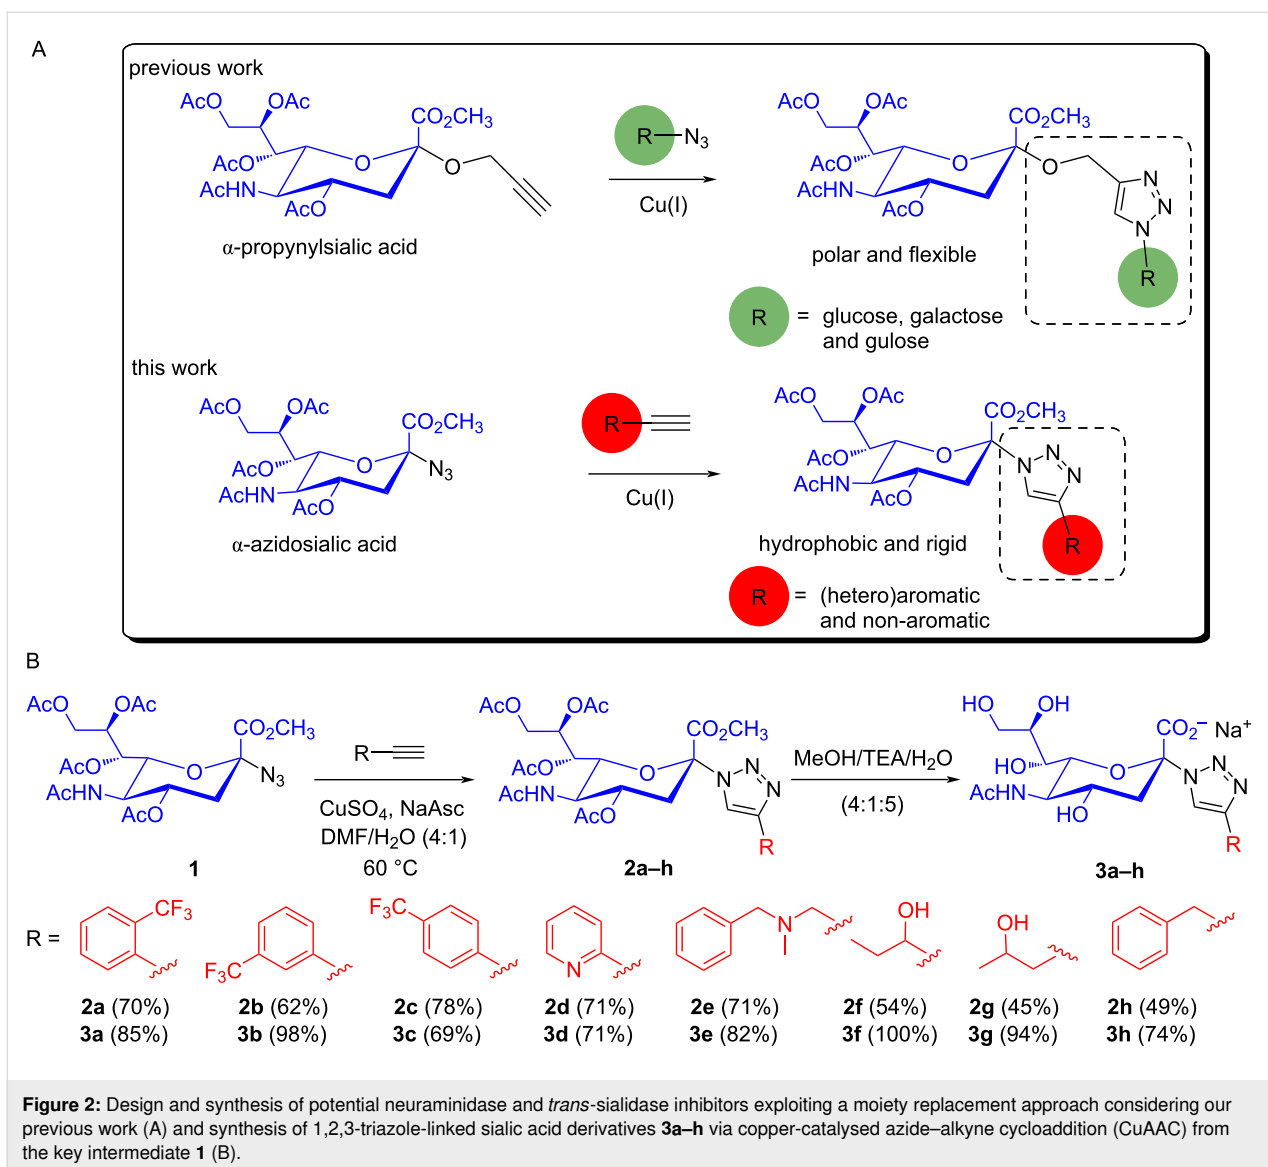 A
previous work
AcO OAc
CO2CH3
O
AcO
O
AcHN
AcO
α-propynylsialic acid
R—N3
Cu(I)
AcO OAc
CO2CH3
O
AcO
O
AcHN
AcO
N
N
N
R
polar and flexible
R = glucose, galactose
and gulose
this work
AcO OAc
CO2CH3
AcO
O
N3
AcHN
AcO
α-azidosialic acid
R
Cu(I)
AcO OAc
CO2CH3
AcO
O
N N
N
AcHN
AcO
R
hydrophobic and rigid
R = (hetero)aromatic
and non-aromatic
B
AcO OAc
CO2CH3
AcO
O
N3
AcHN
AcO
1
R
CuSO4, NaAsc
DMF/H2O (4:1)
60 °C
AcO OAc
CO2CH3
AcO
O
N N
N
AcHN
AcO
R
2a–h
MeOH/TEA/H2O
(4:1:5)
HO OH
CO2− Na+
HO
O
N N
N
AcHN
HO
R
3a–h
R =
CF3
F3C
F3C
N
N
OH
OH
2a (70%) 2b (62%) 2c (78%) 2d (71%) 2e (71%) 2f (54%) 2g (45%) 2h (49%)
3a (85%) 3b (98%) 3c (69%) 3d (71%) 3e (82%) 3f (100%) 3g (94%) 3h (74%)
Figure 2: Design and synthesis of potential neuraminidase and trans-sialidase inhibitors exploiting a moiety replacement approach considering our
previous work (A) and synthesis of 1,2,3-triazole-linked sialic acid derivatives 3a–h via copper-catalysed azide–alkyne cycloaddition (CuAAC) from
the key intermediate 1 (B).